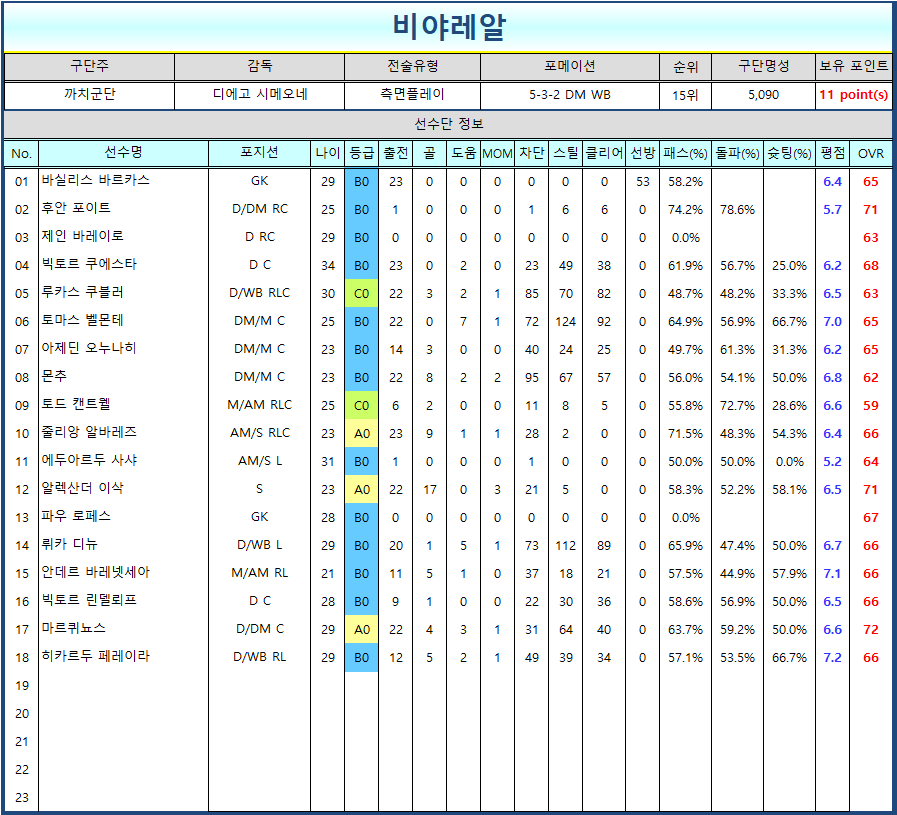 비야레알
구단주 감독 전술유형 포메이션 순위 구단명성 보유 포인트
까치군단 디에고 시메오네 측면플레이 5-3-2 DM WB 15위 5,090 11 point(s)
선수단 정보
No. 선수명 포지션 나이 등급 출전 골 도움 MOM 차단 스틸 클리어 선방 패스(%) 돌파(%) 슛팅(%) 평점 OVR
01 바실리스 바르카스 GK 29 B0 23 0 0 0 0 0 0 53 58.2% 6.4 65
02 후안 포이트 D/DM RC 25 B0 1 0 0 0 1 6 6 0 74.2% 78.6% 5.7 71
03 제인 바레이로 D RC 29 B0 0 0 0 0 0 0 0 0 0.0% 63
04 빅토르 쿠에스타 D C 34 B0 23 0 2 0 23 49 38 0 61.9% 56.7% 25.0% 6.2 68
05 루카스 쿠블러 D/WB RLC 30 C0 22 3 2 1 85 70 82 0 48.7% 48.2% 33.3% 6.5 63
06 토마스 벨몬테 DM/M C 25 B0 22 0 7 1 72 124 92 0 64.9% 56.9% 66.7% 7.0 65
07 아제딘 오누나히 DM/M C 23 B0 14 3 0 0 40 24 25 0 49.7% 61.3% 31.3% 6.2 65
08 몬추 DM/M C 23 B0 22 8 2 2 95 67 57 0 56.0% 54.1% 50.0% 6.8 62
09 토드 캔트웰 M/AM RLC 25 C0 6 2 0 0 11 8 5 0 55.8% 72.7% 28.6% 6.6 59
10 줄리앙 알바레즈 AM/S RLC 23 A0 23 9 1 1 28 2 0 0 71.5% 48.3% 54.3% 6.4 66
11 에두아르두 사샤 AM/S L 31 B0 1 0 0 0 1 0 0 0 50.0% 50.0% 0.0% 5.2 64
12 알렉산더 이삭 S 23 A0 22 17 0 3 21 5 0 0 58.3% 52.2% 58.1% 6.5 71
13 파우 로페스 GK 28 B0 0 0 0 0 0 0 0 0 0.0% 67
14 뤼카 디뉴 D/WB L 29 B0 20 1 5 1 73 112 89 0 65.9% 47.4% 50.0% 6.7 66
15 안데르 바레넷세아 M/AM RL 21 B0 11 5 1 0 37 18 21 0 57.5% 44.9% 57.9% 7.1 66
16 빅토르 린델뢰프 D C 28 B0 9 1 0 0 22 30 36 0 58.6% 56.9% 50.0% 6.5 66
17 마르퀴뇨스 D/DM C 29 A0 22 4 3 1 31 64 40 0 63.7% 59.2% 50.0% 6.6 72
18 히카르두 페레이라 D/WB RL 29 B0 12 5 2 1 49 39 34 0 57.1% 53.5% 66.7% 7.2 66
19
20
21
22
23